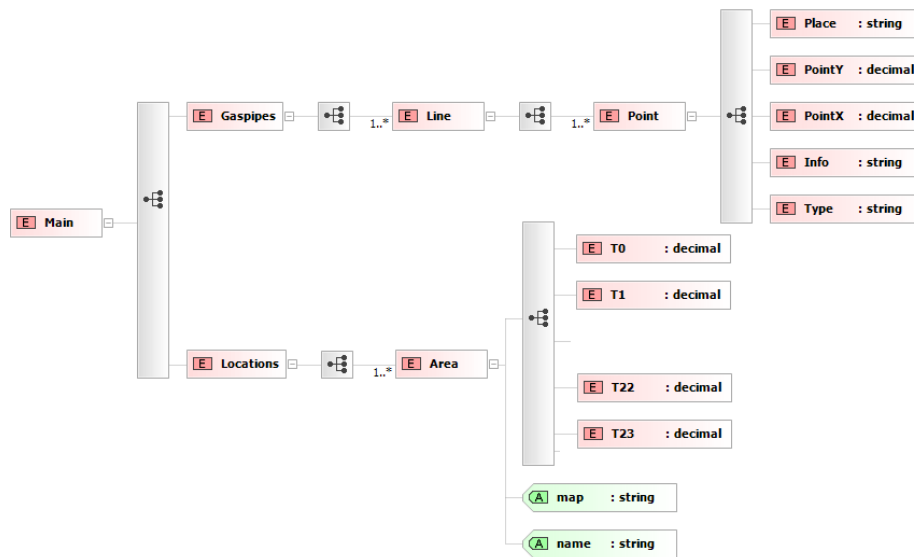 E Place : string
E PointY : decimal
E Gaspipes 1..* E Line 1..* E Point E PointX : decimal
E Info : string
E Type : string
E Main
E T0 : decimal
E T1 : decimal
E Locations 1..* E Area
E T22 : decimal
E T23 : decimal
A map : string
A name : string